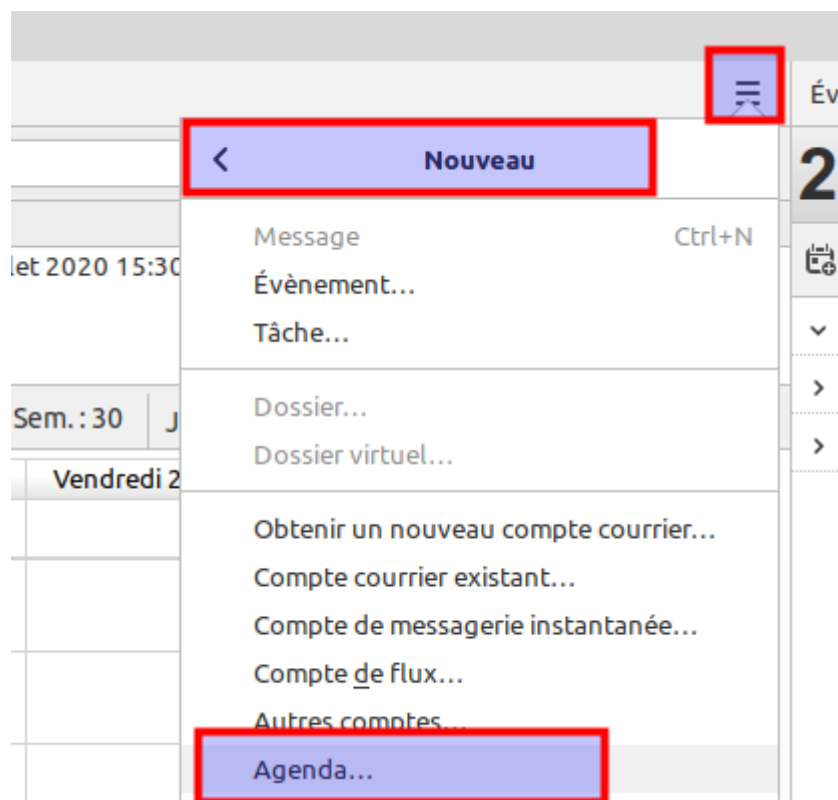 Év
Nouveau
2
Message Ctrl+N
let 2020 15:30
Évènement...
Tâche...
Dossier...
Sem. : 30 J
Dossier virtuel...
Vendredi 2
Obtenir un nouveau compte courrier...
Compte courrier existant...
Compte de messagerie instantanée...
Compte de flux...
Autres comptes...
Agenda...